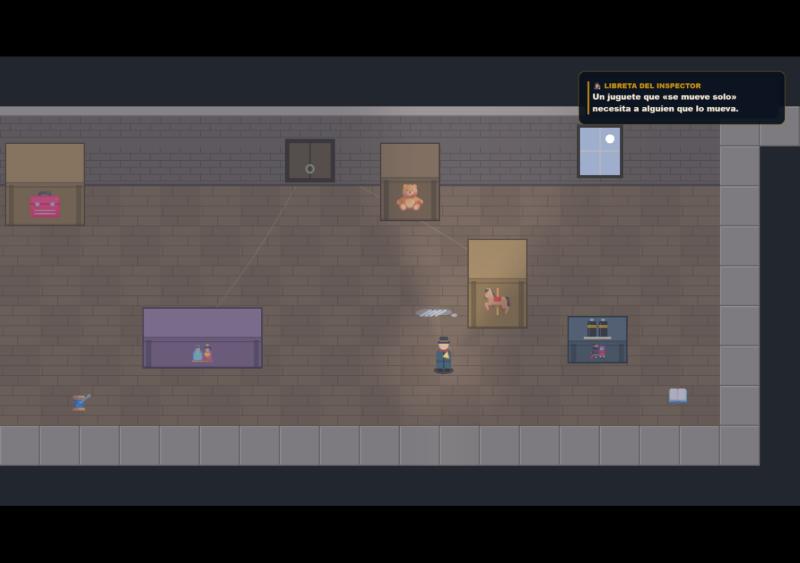 LIBRETA DEL INSPECTOR
Un juguete que «se mueve solo»
necesita a alguien que lo mueva.